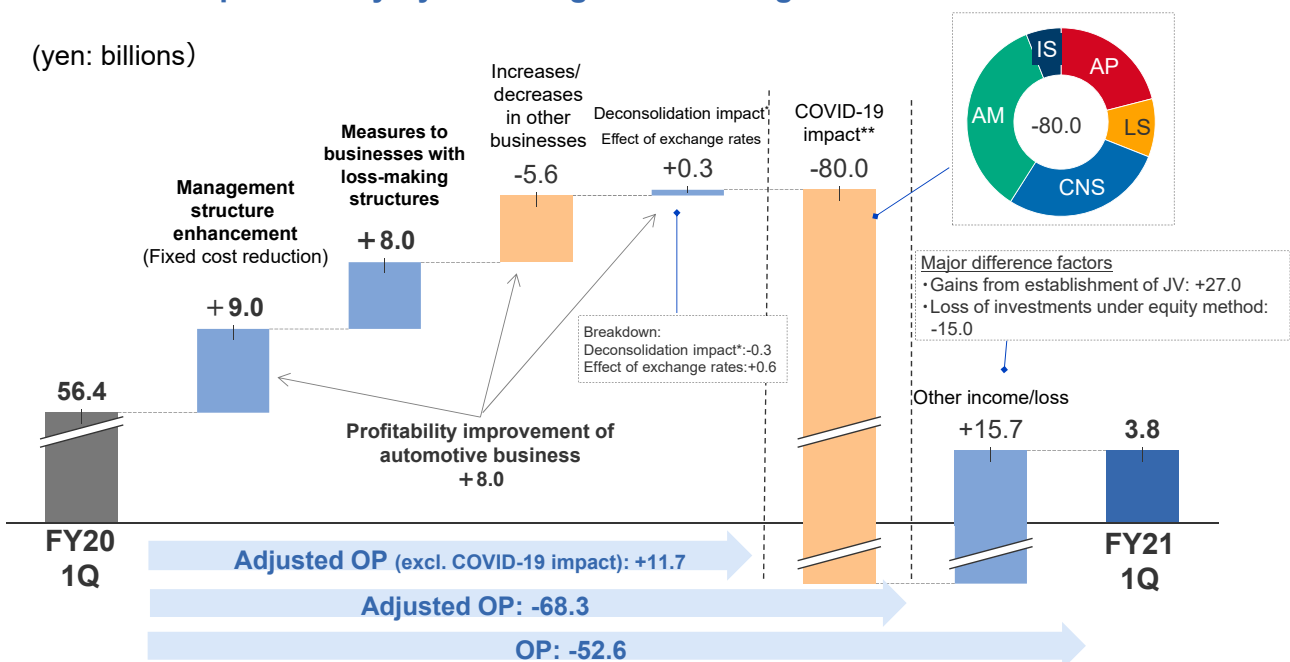 (yen: billions)
Increases/
decreases
in other
businesses
-5.6
Deconsolidation impact*
Effect of exchange rates
+0.3
COVID-19
impact**
-80.0
IS
AP
AM
LS
-80.0
CNS
Measures to
businesses with
loss-making
structures
+8.0
Management
structure
enhancement
(Fixed cost reduction)
+9.0
Major difference factors
・Gains from establishment of JV: +27.0
・Loss of investments under equity method:
-15.0
Breakdown:
Deconsolidation impact*:-0.3
Effect of exchange rates:+0.6
56.4
Other income/loss
+15.7
3.8
Profitability improvement of
automotive business
+8.0
FY20
1Q
FY21
1Q
Adjusted OP (excl. COVID-19 impact): +11.7
Adjusted OP: -68.3
OP: -52.6